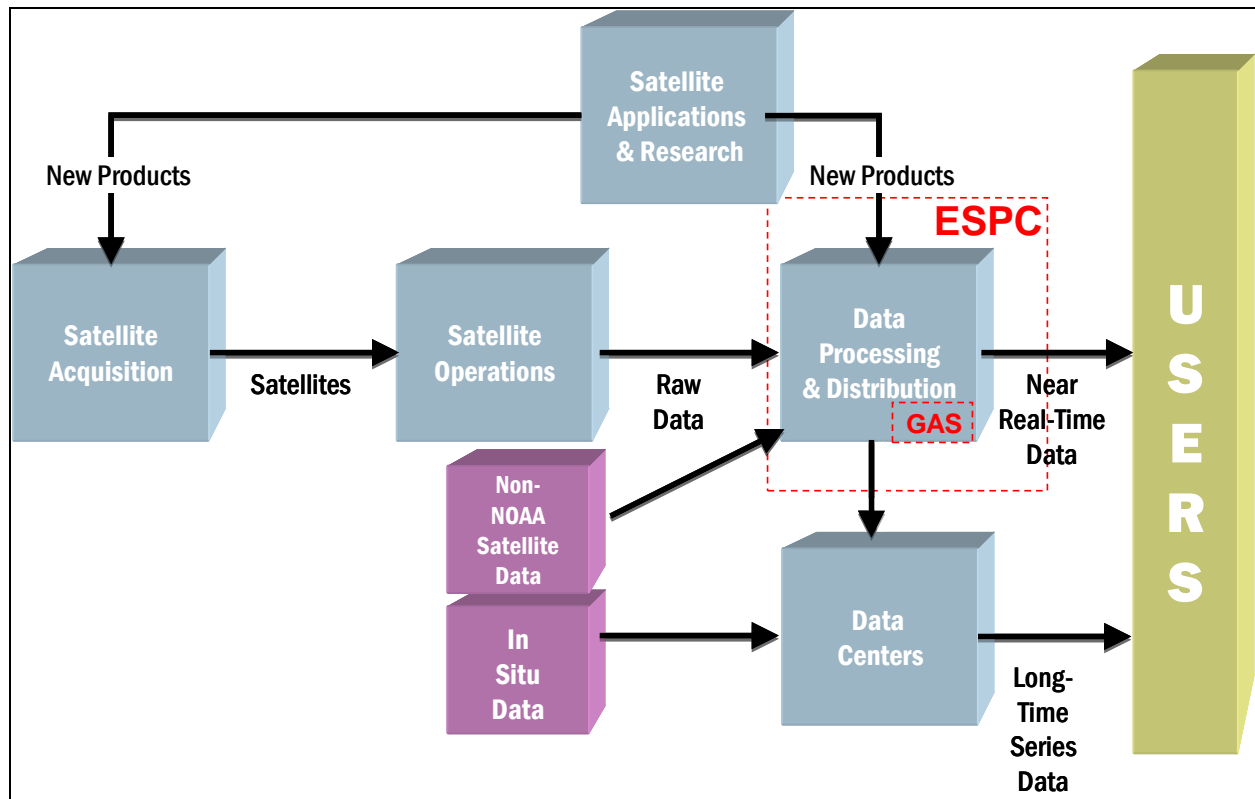 Satellite
Applications
& Research
New Products
New Products
ESPC
Satellite
Acquisition
Satellites
Satellite
Operations
Raw
Data
Data
Processing
& Distribution
GAS
Near
Real-Time
Data
USERS
Non-
NOAA
Satellite
Data
In
Situ
Data
Data
Centers
Long-
Time
Series
Data